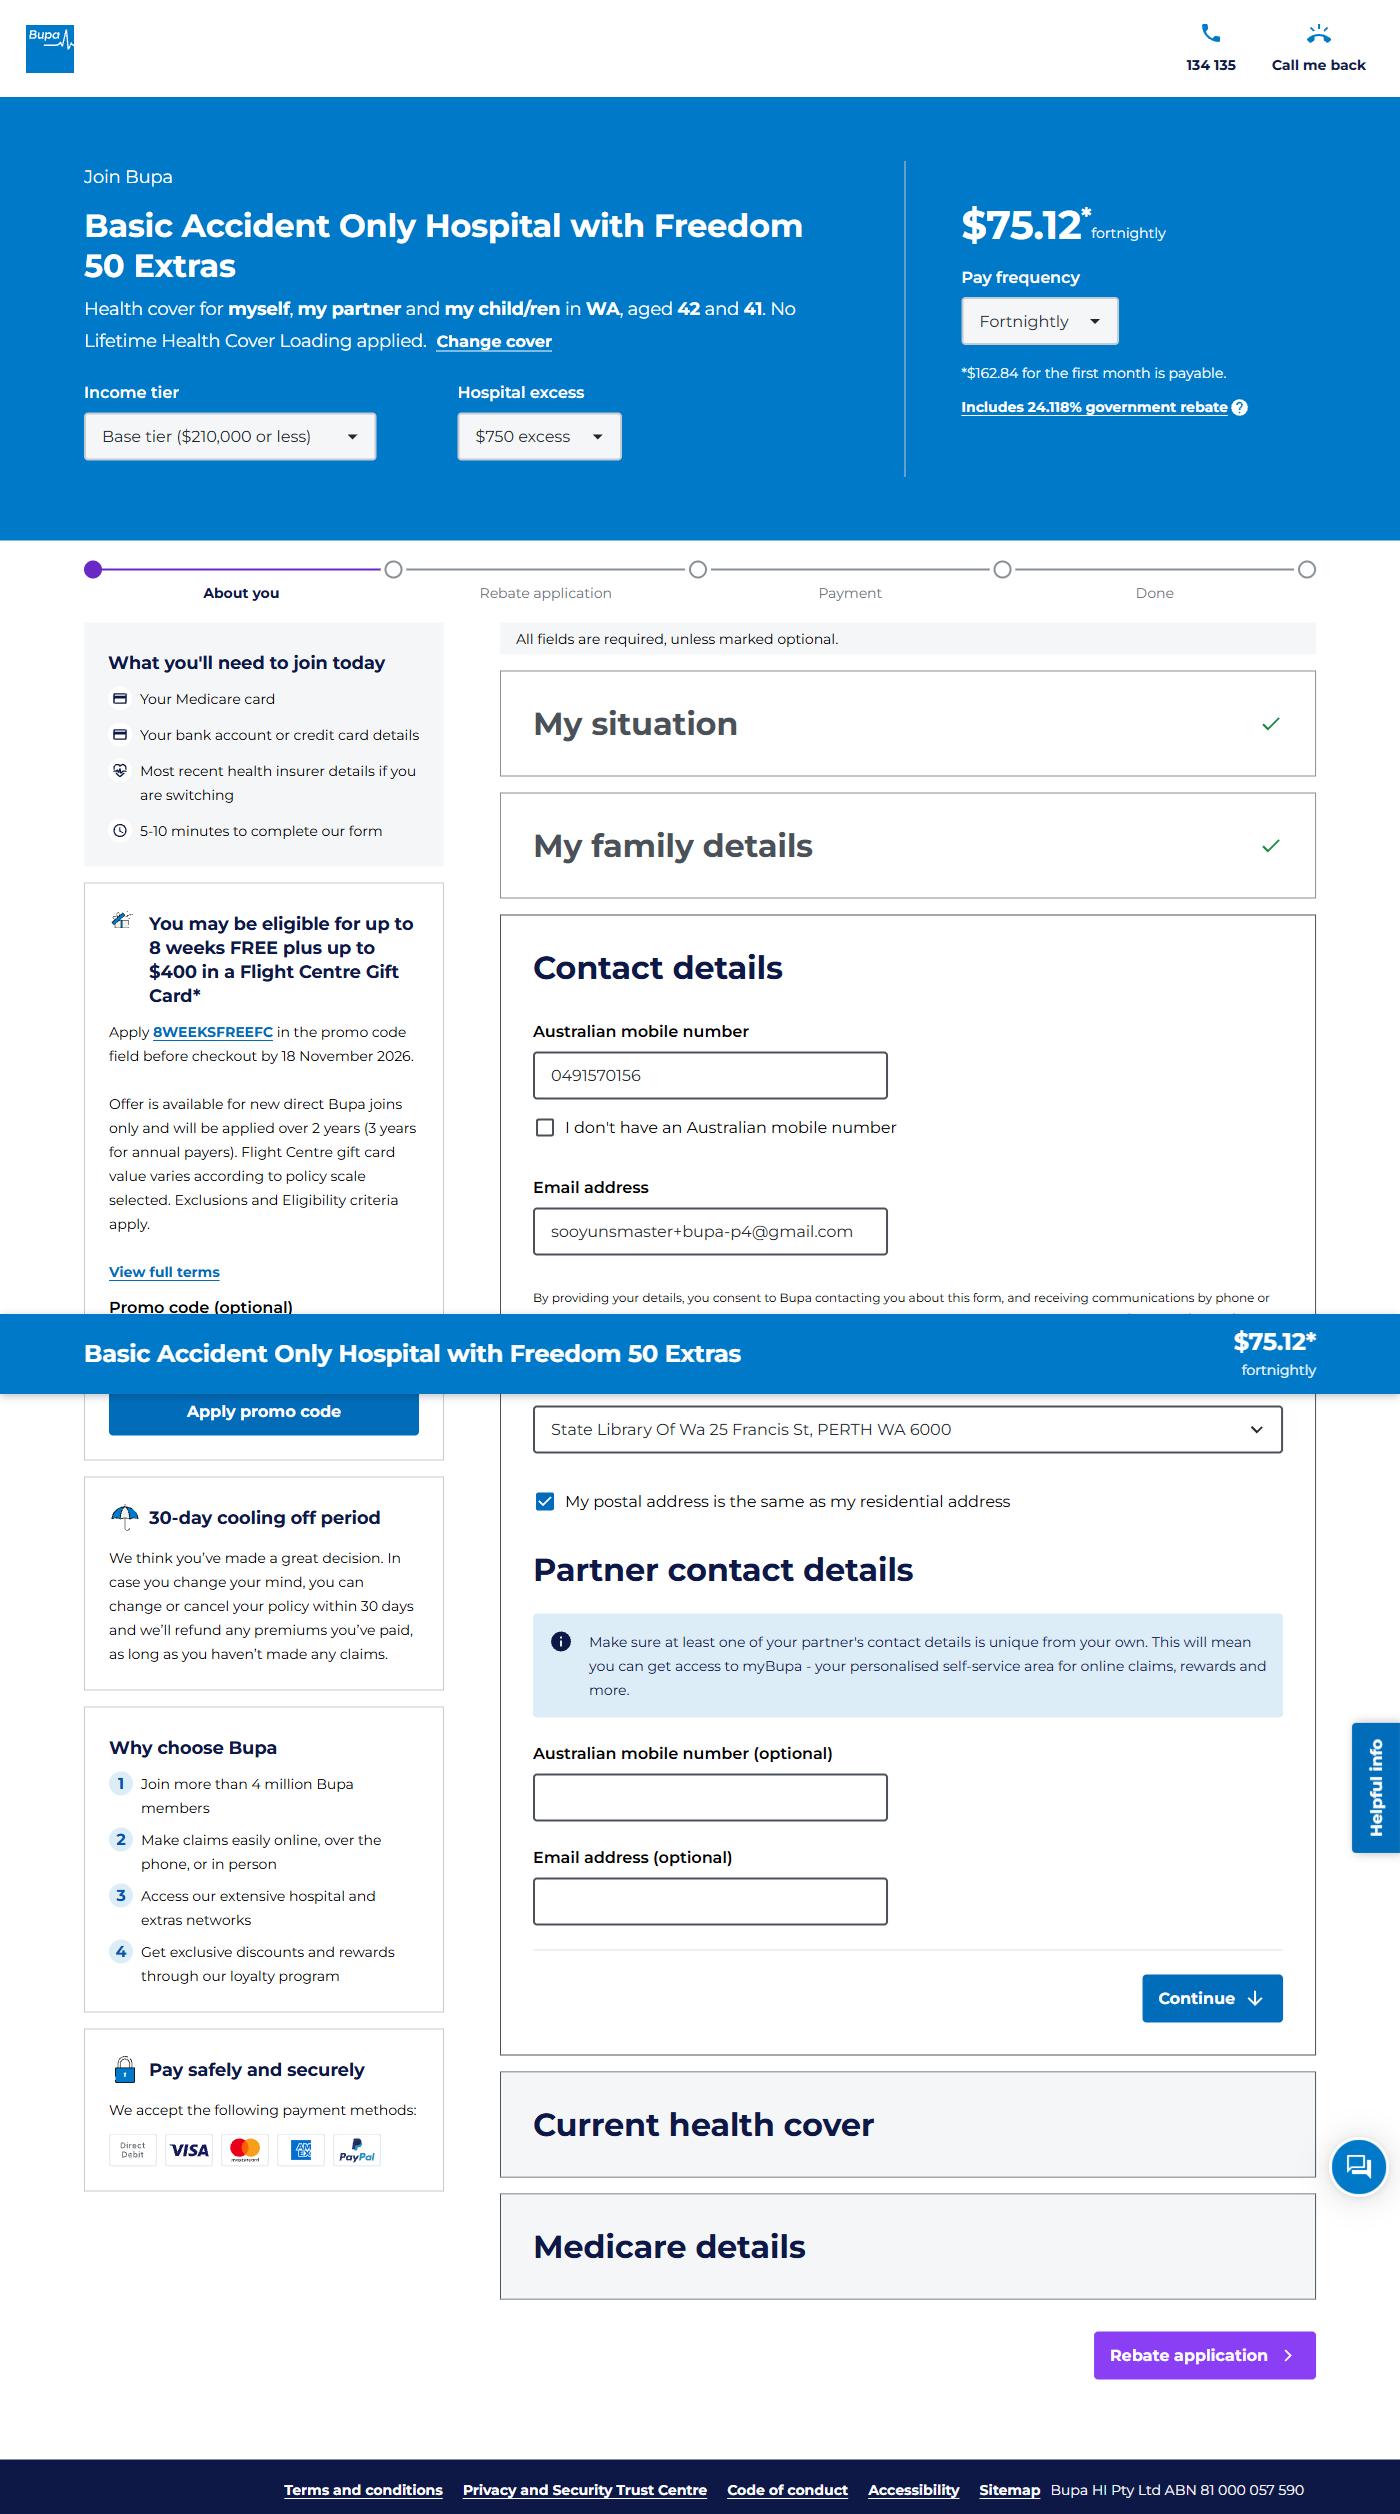 Bupa
134 135
Call me back
Join Bupa
Basic Accident Only Hospital with Freedom
50 Extras
Health cover for myself, my partner and my child/ren in WA, aged 42 and 41. No
Lifetime Health Cover Loading applied. Change cover
Income tier
Base tier ($210,000 or less)
Hospital excess
$750 excess
$75.12* fortnightly
Pay frequency
Fortnightly
*$162.84 for the first month is payable.
Includes 24.118% government rebate ?
About you
Rebate application
Payment
Done
What you'll need to join today
Your Medicare card
Your bank account or credit card details
Most recent health insurer details if you
are switching
5-10 minutes to complete our form
You may be eligible for up to
8 weeks FREE plus up to
$400 in a Flight Centre Gift
Card*
Apply 8WEEKSFREEFC in the promo code
field before checkout by 18 November 2026.
Offer is available for new direct Bupa joins
only and will be applied over 2 years (3 years
for annual payers). Flight Centre gift card
value varies according to policy scale
selected. Exclusions and Eligibility criteria
apply.
View full terms
Promo code (optional)
All fields are required, unless marked optional.
My situation
My family details
Contact details
Australian mobile number
0491570156
I don't have an Australian mobile number
Email address
sooyunsmaster+bupa-p4@gmail.com
By providing your details, you consent to Bupa contacting you about this form, and receiving communications by phone or
Basic Accident Only Hospital with Freedom 50 Extras
$75.12*
fortnightly
Apply promo code
30-day cooling off period
We think you've made a great decision. In
case you change your mind, you can
change or cancel your policy within 30 days
and we'll refund any premiums you've paid,
as long as you haven't made any claims.
Why choose Bupa
1 Join more than 4 million Bupa
members
2 Make claims easily online, over the
phone, or in person
3 Access our extensive hospital and
extras networks
4 Get exclusive discounts and rewards
through our loyalty program
Pay safely and securely
We accept the following payment methods:
Direct
Debit
VISA
mastercard
AM
EX
PayPal
State Library Of Wa 25 Francis St, PERTH WA 6000
My postal address is the same as my residential address
Partner contact details
Make sure at least one of your partner's contact details is unique from your own. This will mean
you can get access to myBupa - your personalised self-service area for online claims, rewards and
more.
Australian mobile number (optional)
Email address (optional)
Continue
Helpful info
Current health cover
Medicare details
Rebate application
Terms and conditions
Privacy and Security Trust Centre
Code of conduct
Accessibility
Sitemap
Bupa HI Pty Ltd ABN 81 000 057 590